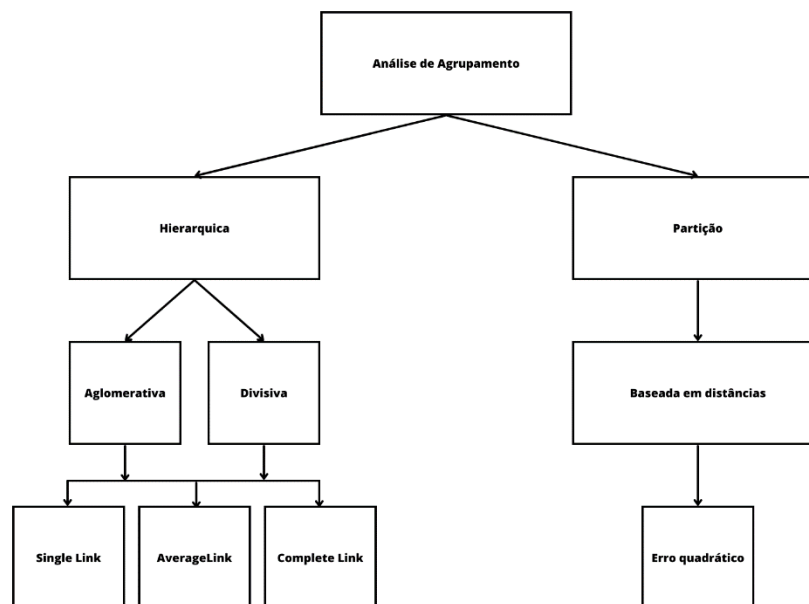 Análise de Agrupamento
Hierarquica
Partição
Aglomerativa
Divisiva
Baseada em distâncias
Single Link
AverageLink
Complete Link
Erro quadrático